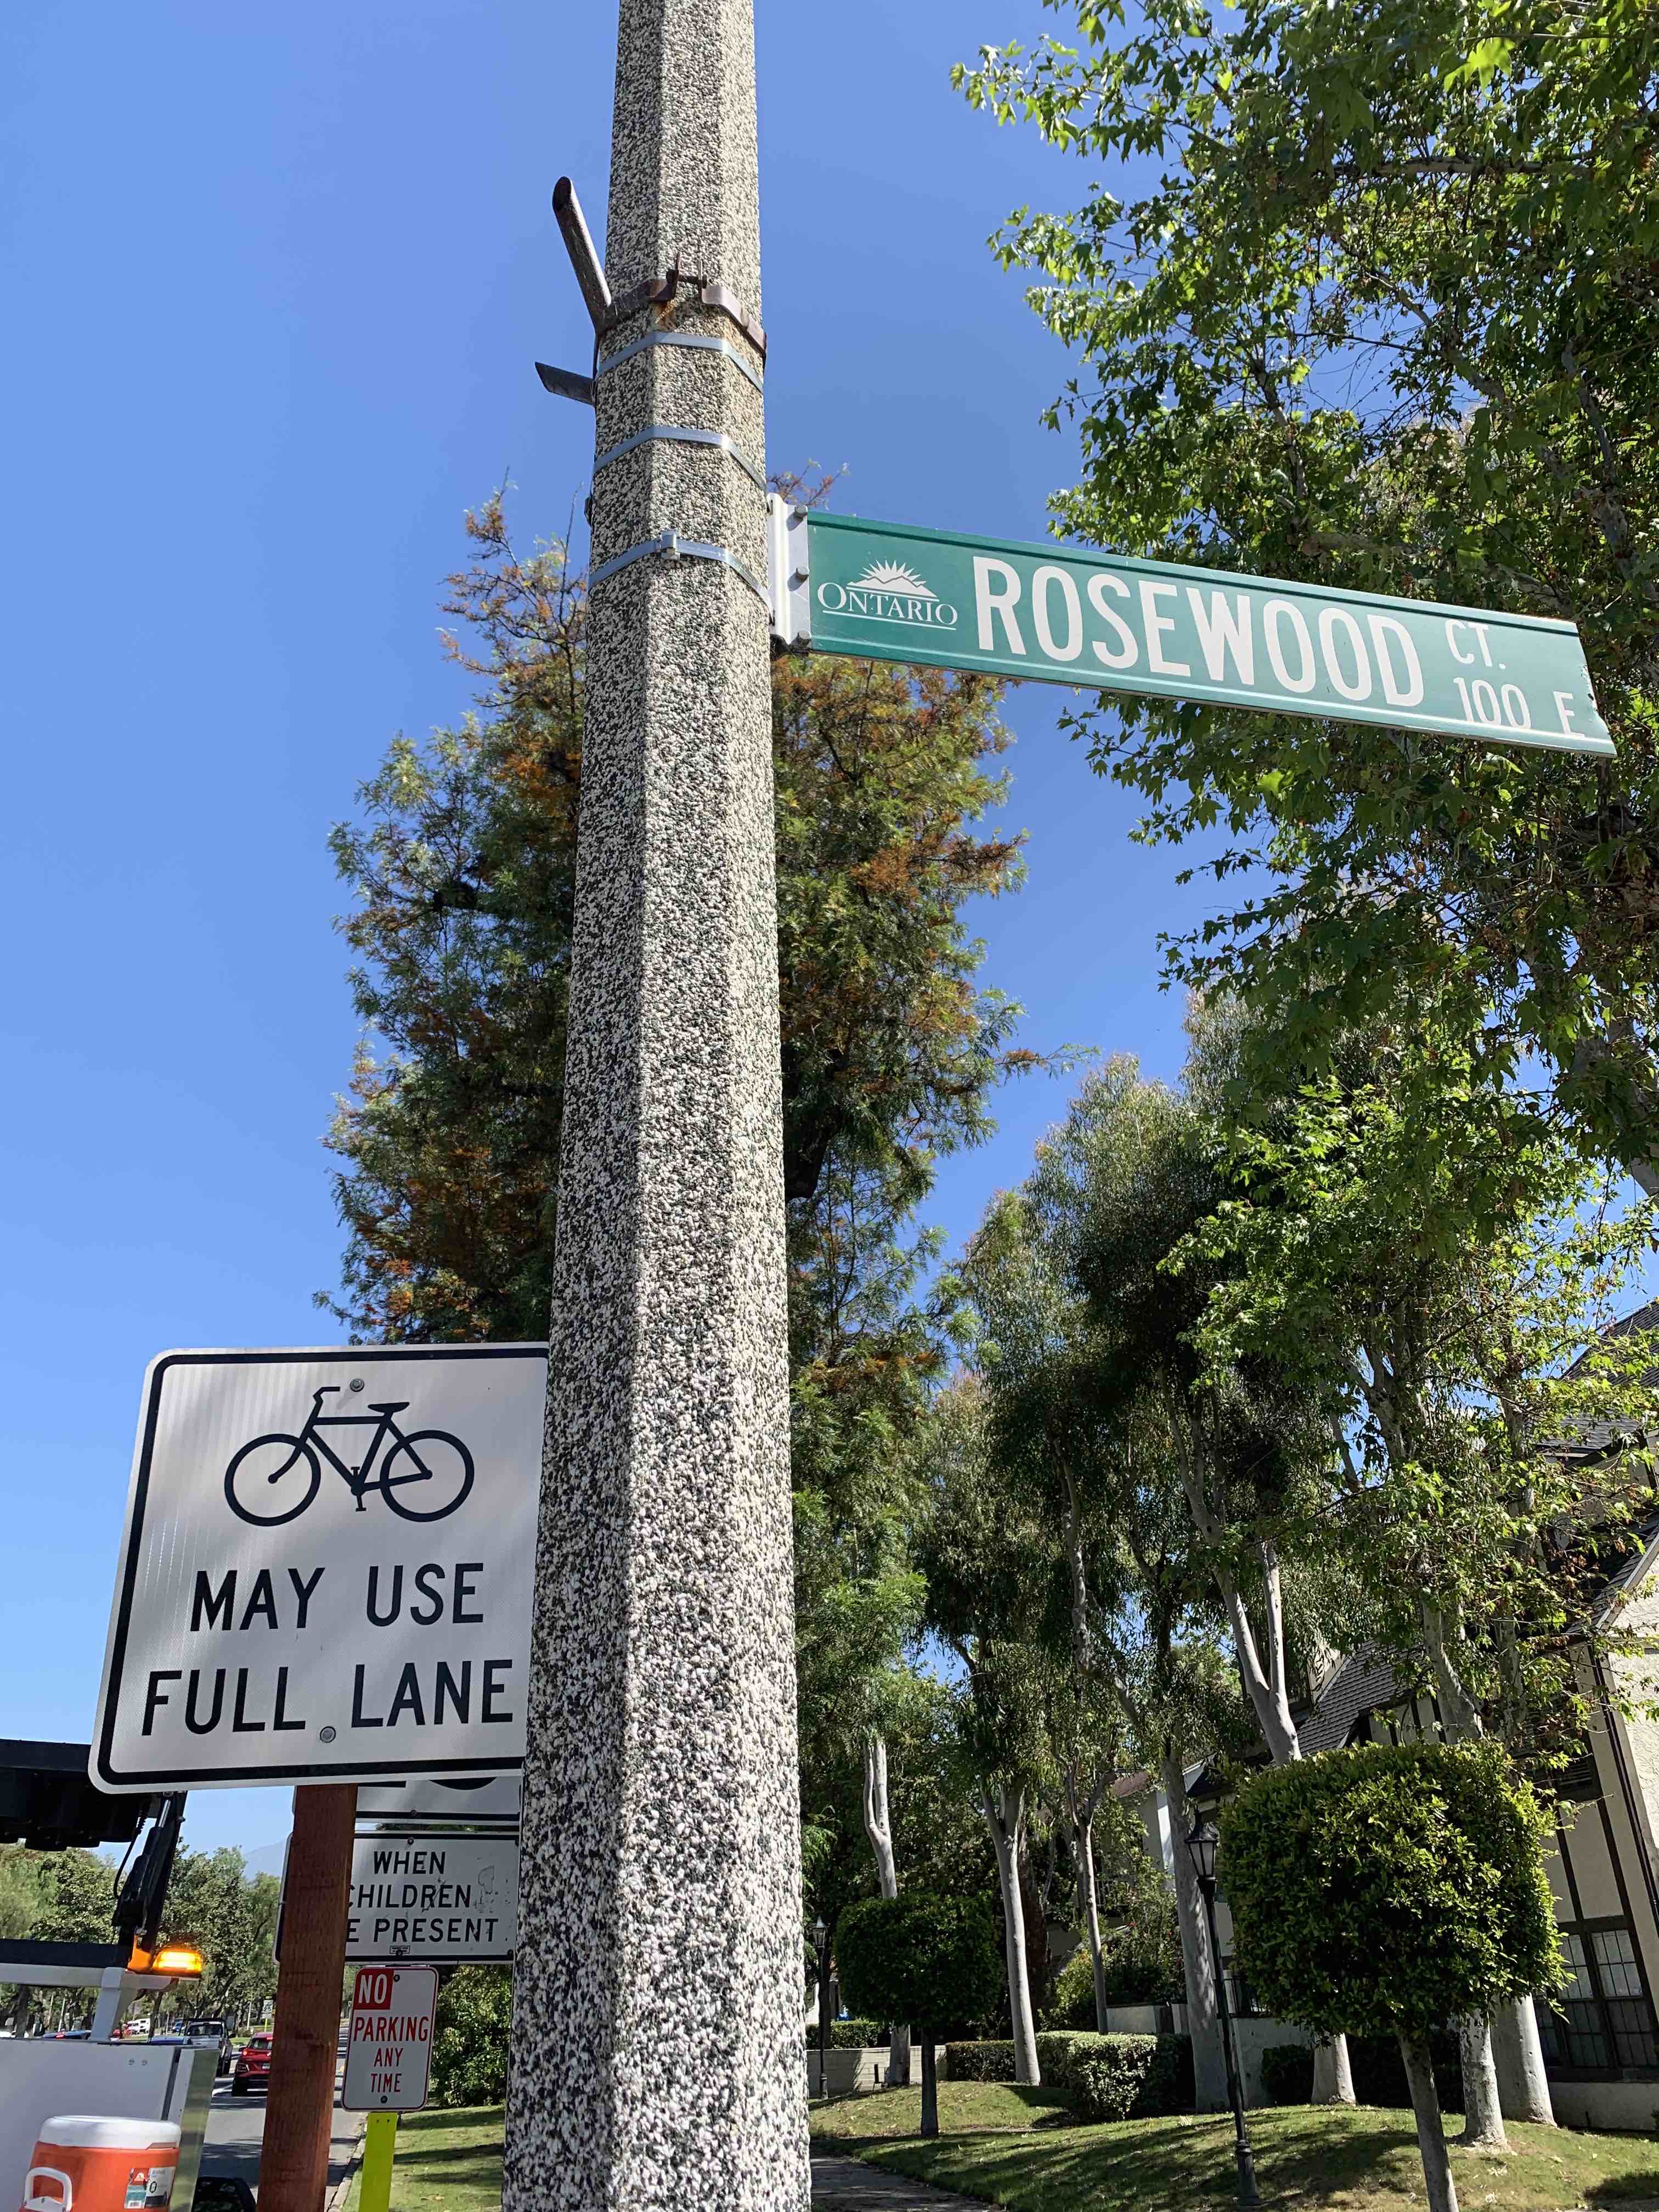 ONTARIO
ROSEWOOD CT.
100 E
MAY USE
FULL LANE
WHEN
CHILDREN
E PRESENT
NO
PARKING
ANY
TIME